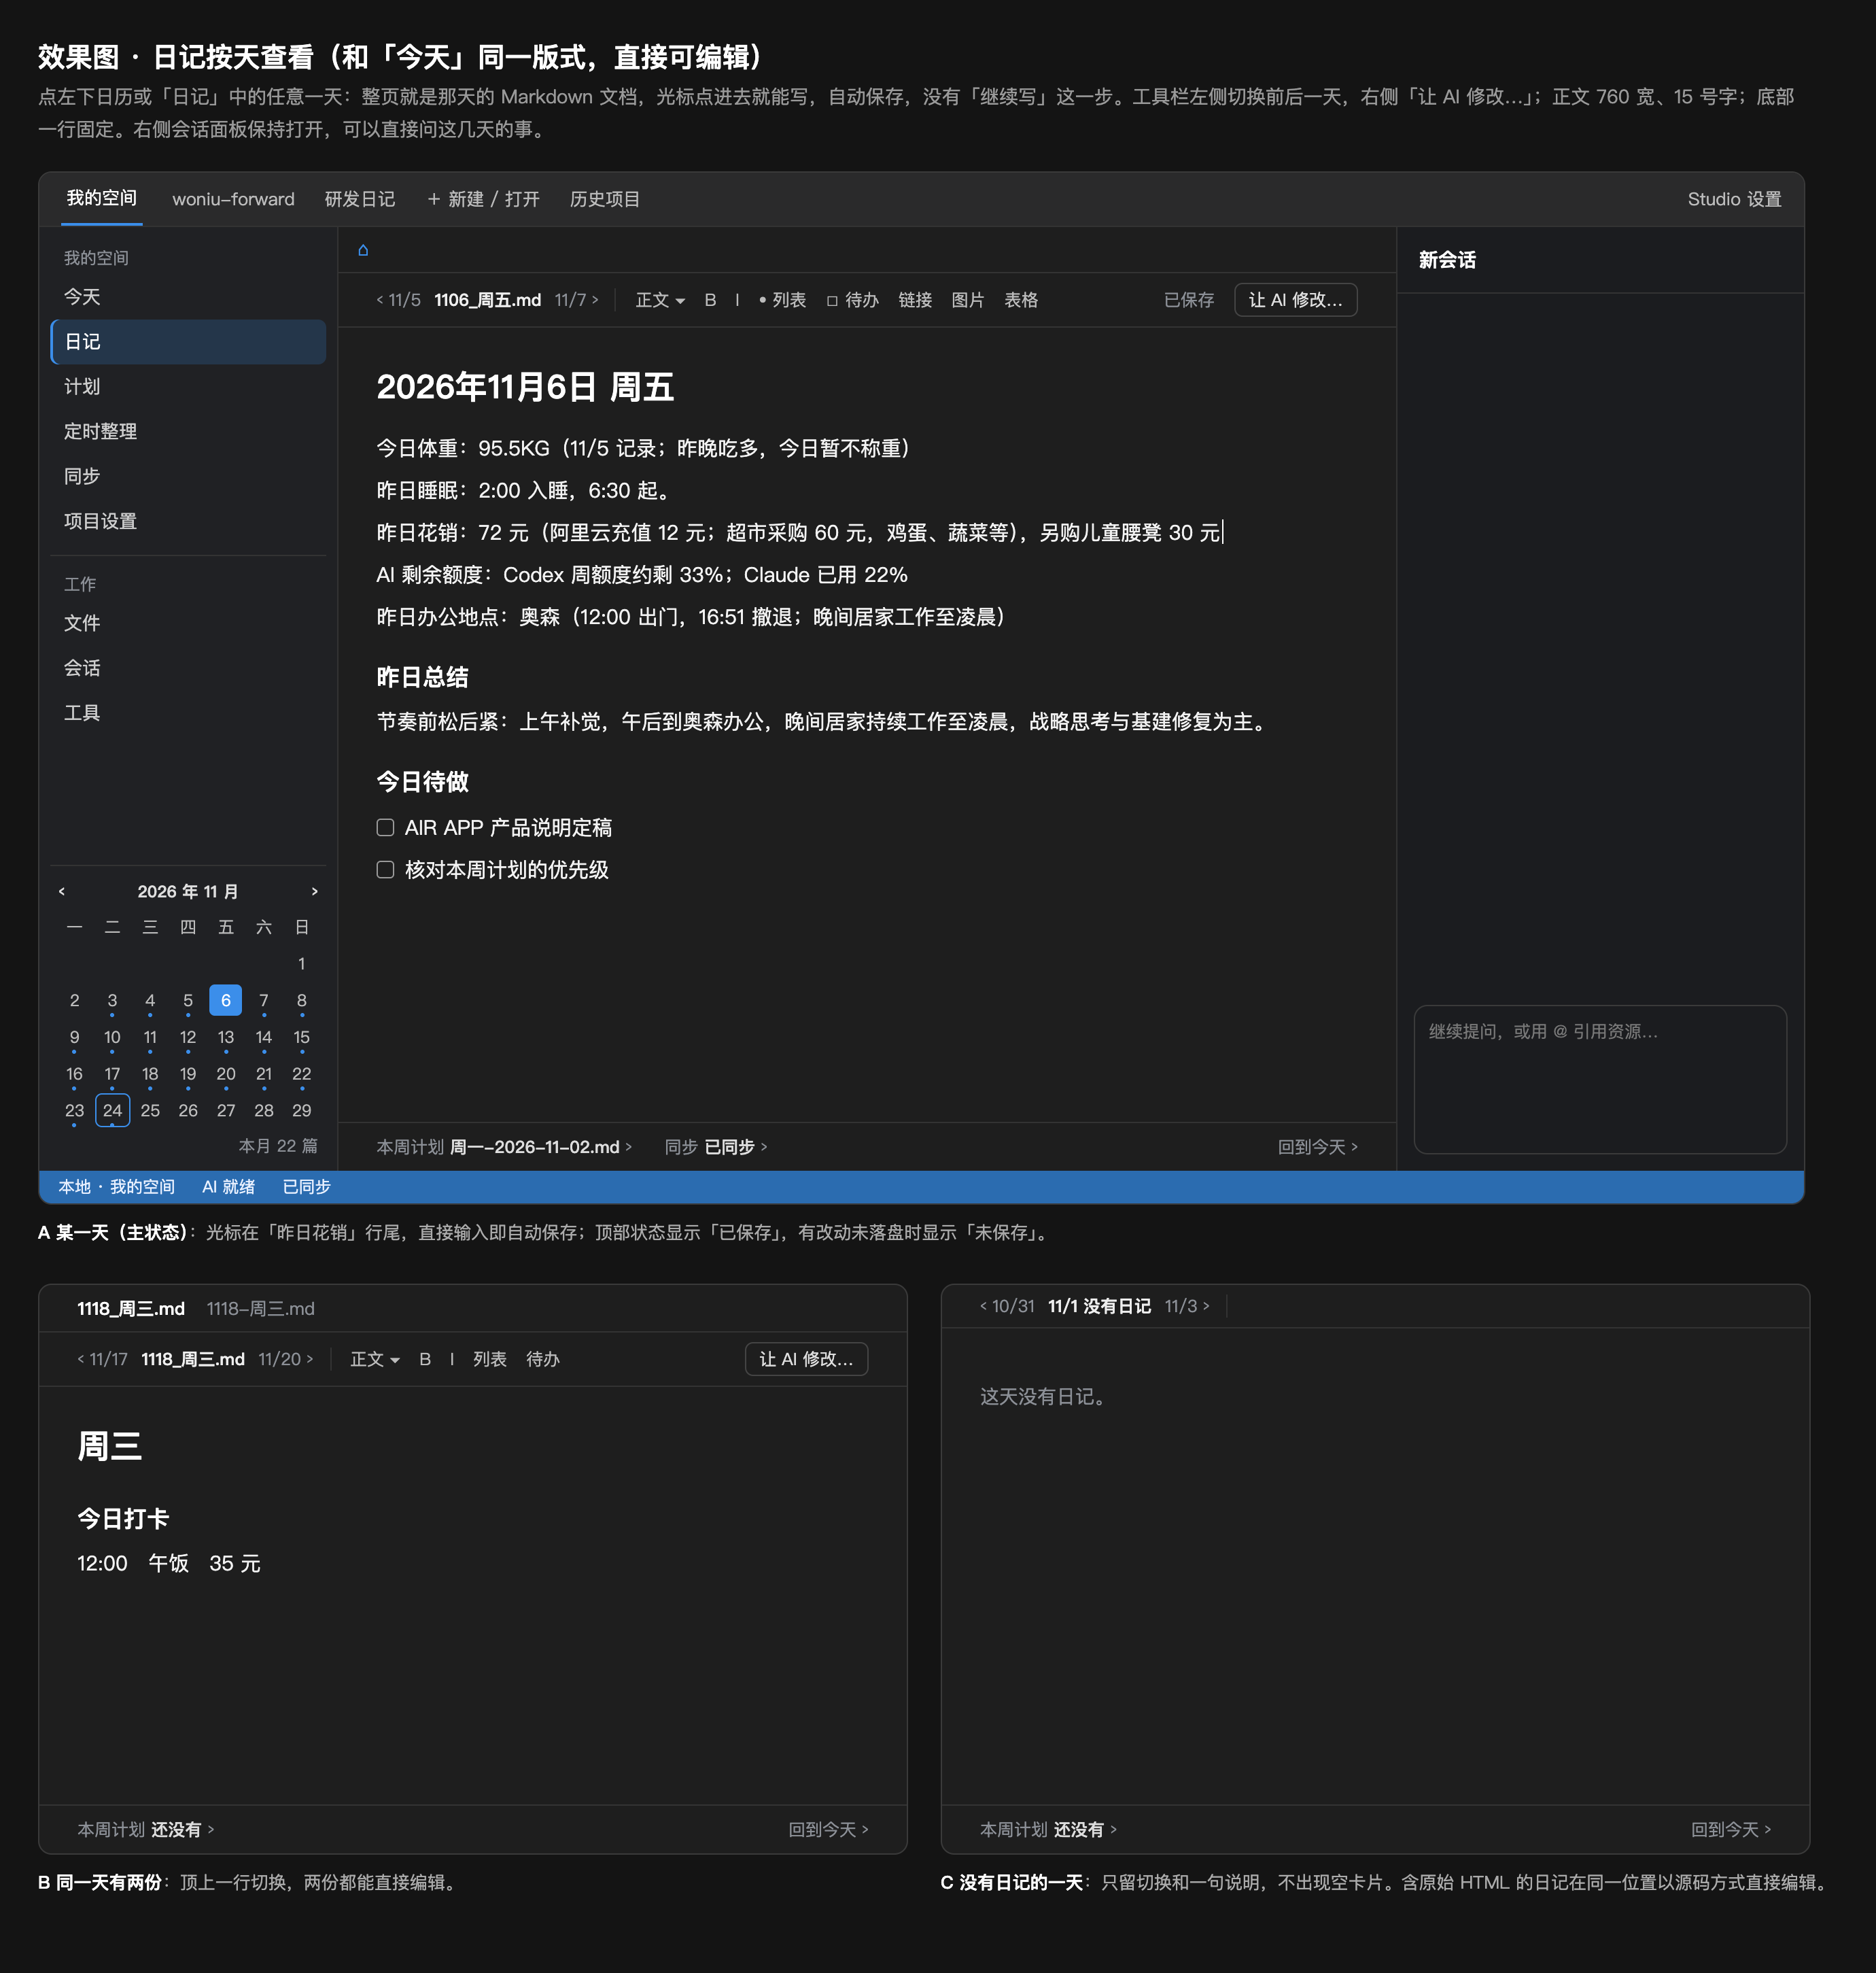 效果图 · 日记按天查看（和「今天」同一版式，直接可编辑）
点左下日历或「日记」中的任意一天：整页就是那天的 Markdown 文档，光标点进去就能写，自动保存，没有「继续写」这一步。工具栏左侧切换前后一天，右侧「让 AI 修改…」；正文 760 宽、15 号字；底部
一行固定。右侧会话面板保持打开，可以直接问这几天的事。
我的空间 woniu-forward 研发日记 + 新建 / 打开 历史项目 Studio 设置
我的空间
今天
日记
计划
定时整理
同步
项目设置
工作
文件
会话
工具
‹ 2026 年 11 月 ›
一 二 三 四 五 六 日
1
2 3 4 5 6 7 8
9 10 11 12 13 14 15
16 17 18 19 20 21 22
23 24 25 26 27 28 29
本月 22 篇
‹ 11/5 1106_周五.md 11/7 › 正文 B I • 列表 □ 待办 链接 图片 表格 已保存 让 AI 修改…
2026年11月6日 周五
今日体重：95.5KG（11/5 记录；昨晚吃多，今日暂不称重）
昨日睡眠：2:00 入睡，6:30 起。
昨日花销：72 元（阿里云充值 12 元；超市采购 60 元，鸡蛋、蔬菜等），另购儿童腰凳 30 元
AI 剩余额度：Codex 周额度约剩 33%；Claude 已用 22%
昨日办公地点：奥森（12:00 出门，16:51 撤退；晚间居家工作至凌晨）
昨日总结
节奏前松后紧：上午补觉，午后到奥森办公，晚间居家持续工作至凌晨，战略思考与基建修复为主。
今日待做
AIR APP 产品说明定稿
核对本周计划的优先级
本周计划 周一-2026-11-02.md › 同步 已同步 › 回到今天 ›
新会话
继续提问，或用 @ 引用资源…
本地 · 我的空间 AI 就绪 已同步
A 某一天（主状态）：光标在「昨日花销」行尾，直接输入即自动保存；顶部状态显示「已保存」，有改动未落盘时显示「未保存」。
1118_周三.md 1118-周三.md
‹ 11/17 1118_周三.md 11/20 › 正文 B I 列表 待办 让 AI 修改…
周三
今日打卡
12:00 午饭 35 元
本周计划 还没有 › 回到今天 ›
B 同一天有两份：顶上一行切换，两份都能直接编辑。
‹ 10/31 11/1 没有日记 11/3 ›
这天没有日记。
本周计划 还没有 › 回到今天 ›
C 没有日记的一天：只留切换和一句说明，不出现空卡片。含原始 HTML 的日记在同一位置以源码方式直接编辑。